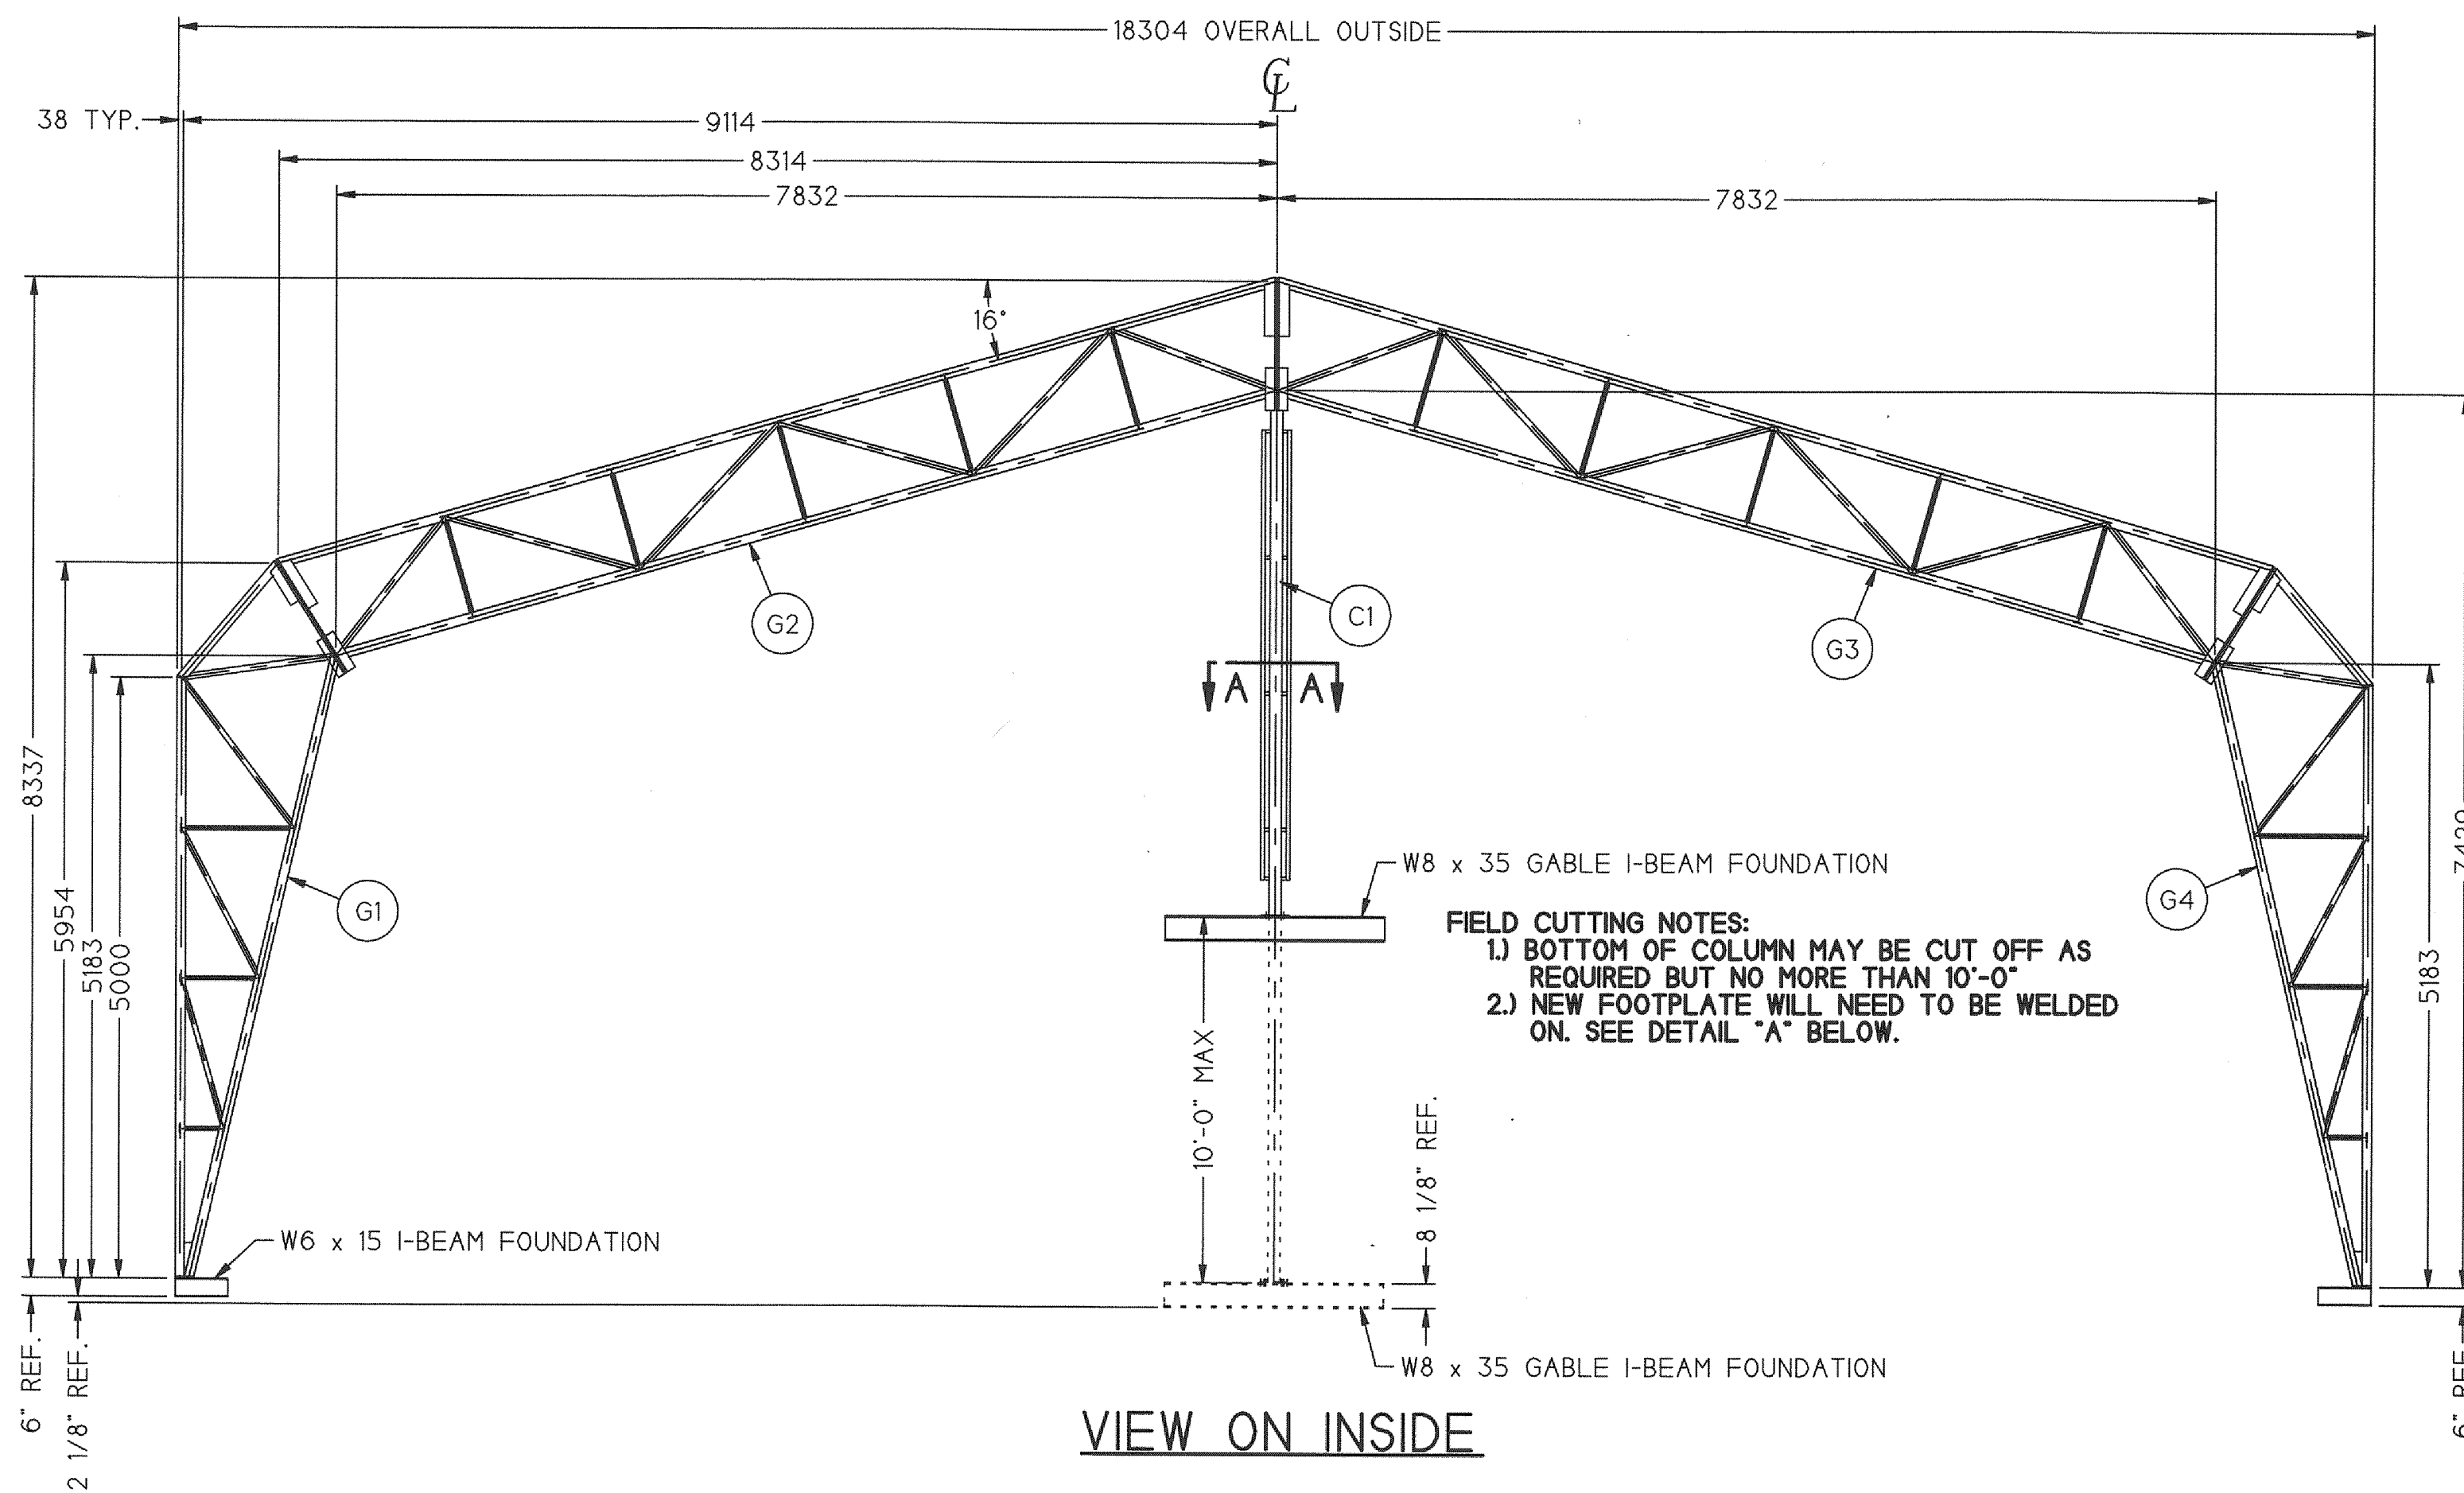 18304 OVERALL OUTSIDE
CL
38 TYP.
9114
8314
7832
7832
16°
G2
C1
G3
A A
8337
5954
5183
5000
G1
W8 x 35 GABLE I-BEAM FOUNDATION
FIELD CUTTING NOTES:
1.) BOTTOM OF COLUMN MAY BE CUT OFF AS
REQUIRED BUT NO MORE THAN 10'-0"
2.) NEW FOOTPLATE WILL NEED TO BE WELDED
ON. SEE DETAIL "A" BELOW.
G4
5183
10'-0" MAX
8 1/8" REF.
W6 x 15 I-BEAM FOUNDATION
6" REF.
2 1/8" REF.
W8 x 35 GABLE I-BEAM FOUNDATION
6" REF.
VIEW ON INSIDE